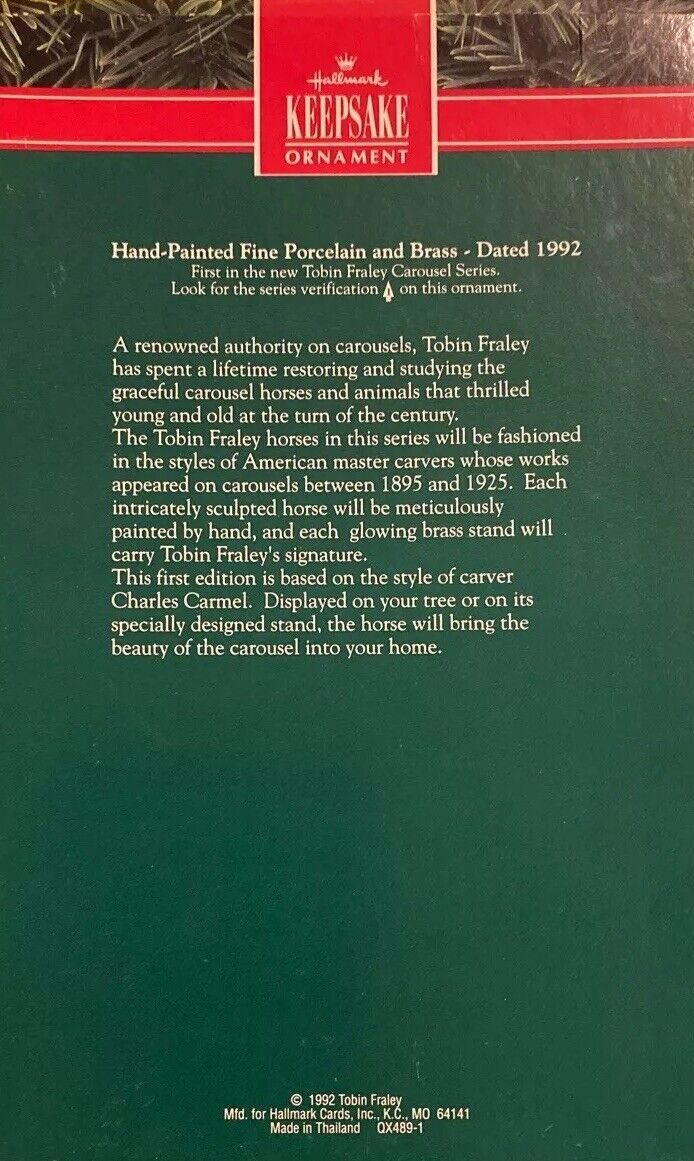 Hallmark
KEEPSAKE
ORNAMENT
Hand-Painted Fine Porcelain and Brass - Dated 1992
First in the new Tobin Fraley Carousel Series.
Look for the series verification on this ornament.
A renowned authority on carousels, Tobin Fraley
has spent a lifetime restoring and studying the
graceful carousel horses and animals that thrilled
young and old at the turn of the century.
The Tobin Fraley horses in this series will be fashioned
in the styles of American master carvers whose works
appeared on carousels between 1895 and 1925. Each
intricately sculpted horse will be meticulously
painted by hand, and each glowing brass stand will
carry Tobin Fraley's signature.
This first edition is based on the style of carver
Charles Carmel. Displayed on your tree or on its
specially designed stand, the horse will bring the
beauty of the carousel into your home.
© 1992 Tobin Fraley
Mfd. for Hallmark Cards, Inc., K.C., MO 64141
Made in Thailand QX489-1